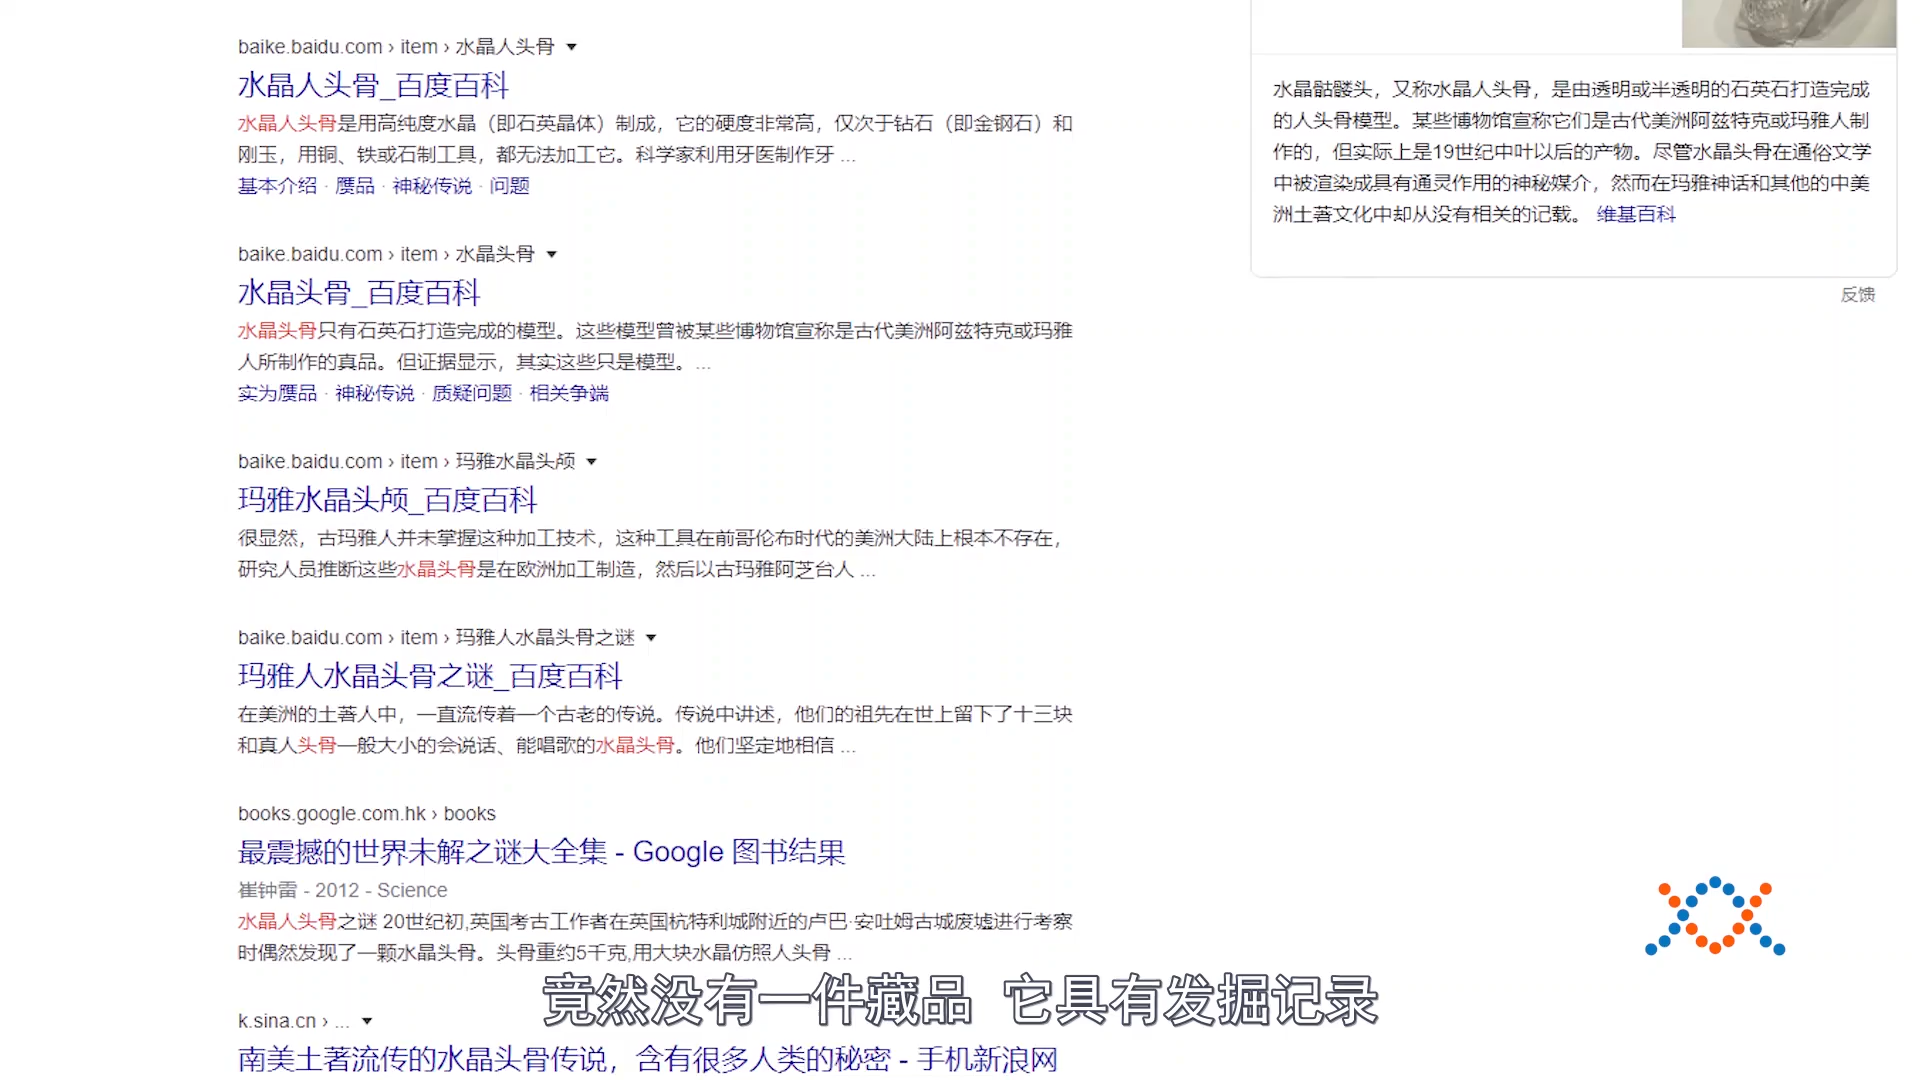 baike.baidu.com › item › 水晶人头骨
水晶人头骨_百度百科
水晶人头骨是用高纯度水晶（即石英晶体）制成，它的硬度非常高，仅次于钻石（即金钢石）和
刚玉，用铜、铁或石制工具，都无法加工它。科学家利用牙医制作牙 ...
基本介绍 · 赝品 · 神秘传说 · 问题
baike.baidu.com › item › 水晶头骨
水晶头骨_百度百科
水晶头骨只有石英石打造完成的模型。这些模型曾被某些博物馆宣称是古代美洲阿兹特克或玛雅
人所制作的真品。但证据显示，其实这些只是模型。...
实为赝品 · 神秘传说 · 质疑问题 · 相关争端
baike.baidu.com › item › 玛雅水晶头颅
玛雅水晶头颅_百度百科
很显然，古玛雅人并未掌握这种加工技术，这种工具在前哥伦布时代的美洲大陆上根本不存在，
研究人员推断这些水晶头骨是在欧洲加工制造，然后以古玛雅阿芝台人 ...
baike.baidu.com › item › 玛雅人水晶头骨之谜
玛雅人水晶头骨之谜_百度百科
在美洲的土著人中，一直流传着一个古老的传说。传说中讲述，他们的祖先在世上留下了十三块
和真人头骨一般大小的会说话、能唱歌的水晶头骨。他们坚定地相信 ...
books.google.com.hk › books
最震撼的世界未解之谜大全集 - Google 图书结果
崔钟雷 - 2012 - Science
水晶人头骨之谜 20世纪初,英国考古工作者在英国杭特利城附近的卢巴·安吐姆古城废墟进行考察
时偶然发现了一颗水晶头骨。头骨重约5千克,用大块水晶仿照人头骨 ...
k.sina.cn › ...
南美土著流传的水晶头骨传说，含有很多人类的秘密 - 手机新浪网
水晶骷髅头，又称水晶人头骨，是由透明或半透明的石英石打造完成
的人头骨模型。某些博物馆宣称它们是古代美洲阿兹特克或玛雅人制
作的，但实际上是19世纪中叶以后的产物。尽管水晶头骨在通俗文学
中被渲染成具有通灵作用的神秘媒介，然而在玛雅神话和其他的中美
洲土著文化中却从没有相关的记载。 维基百科
反馈
竟然没有一件藏品 它具有发掘记录